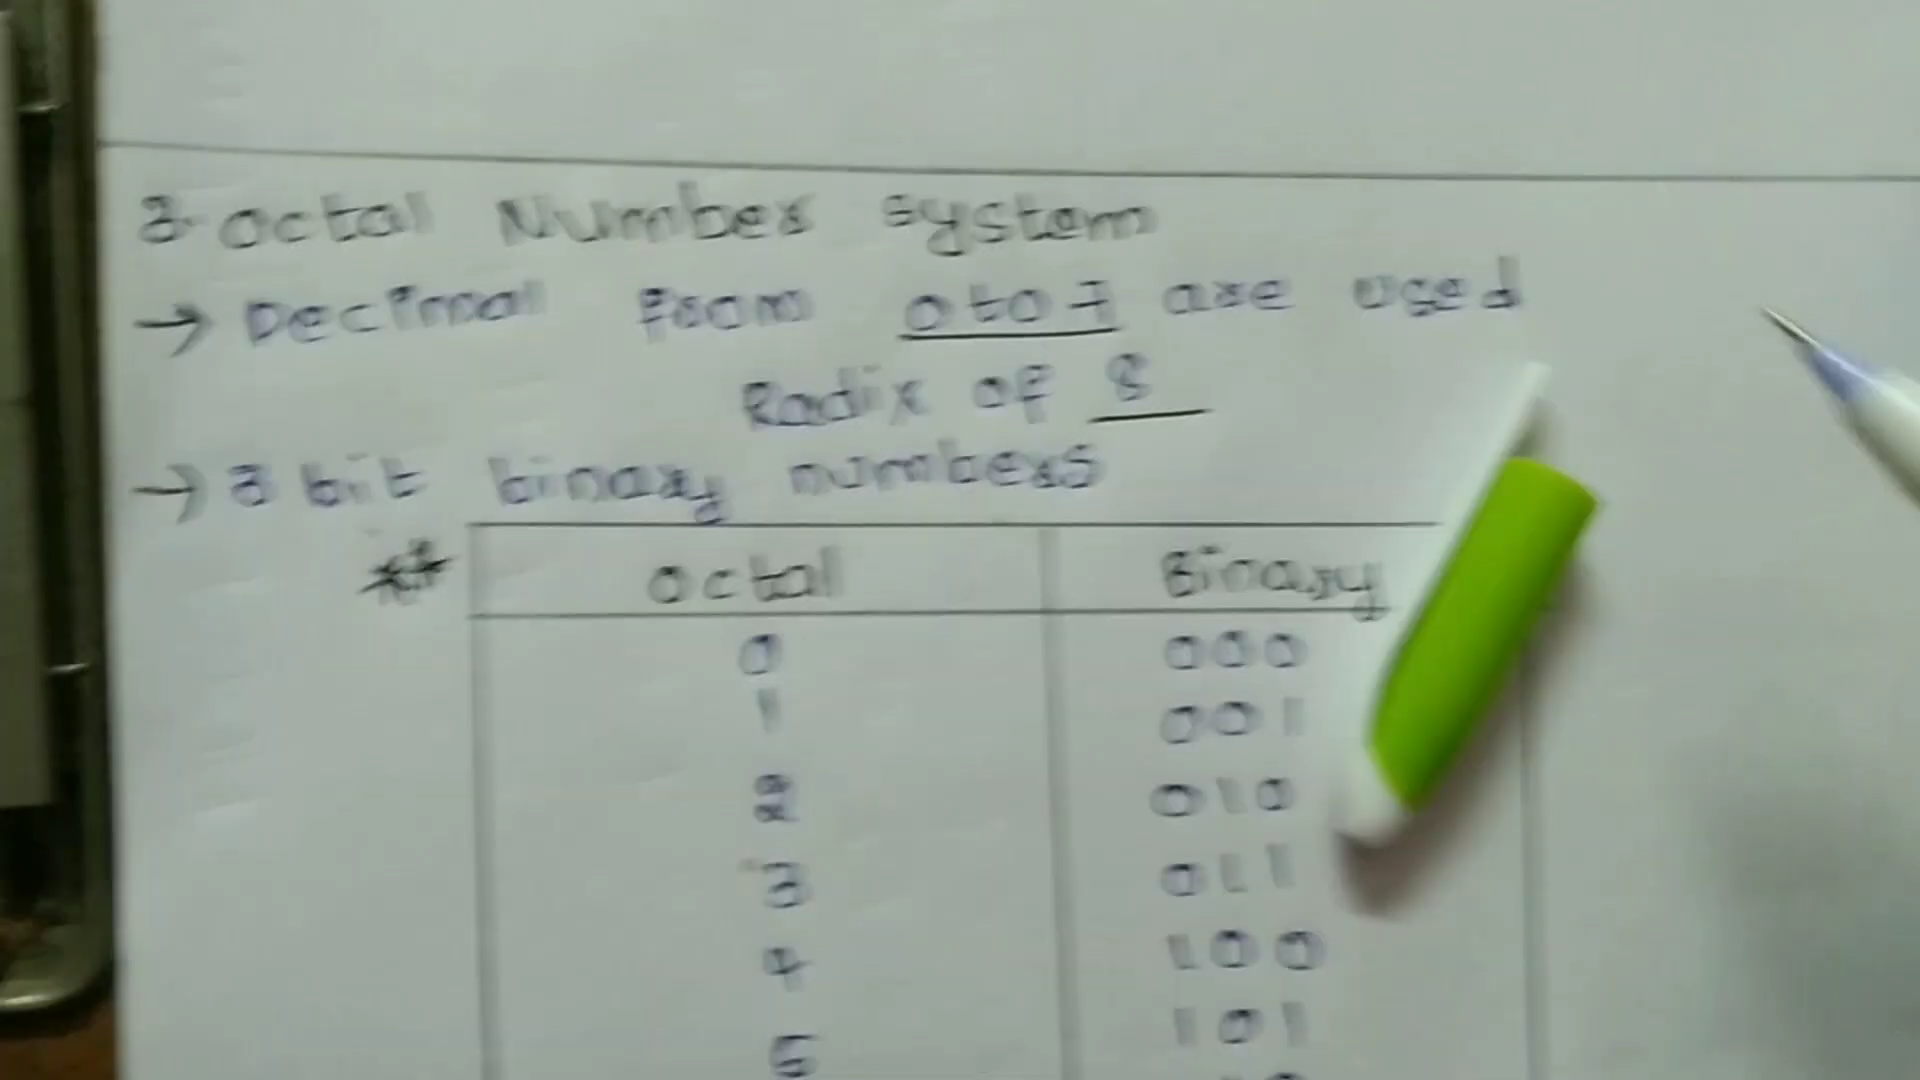 3. Octal Number system
→ Decimal from 0 to 7 are used
Radix of 8
→ 3 bit binary numbers
** Octal Binary
0 000
1 001
2 010
3 011
4 100
5 101